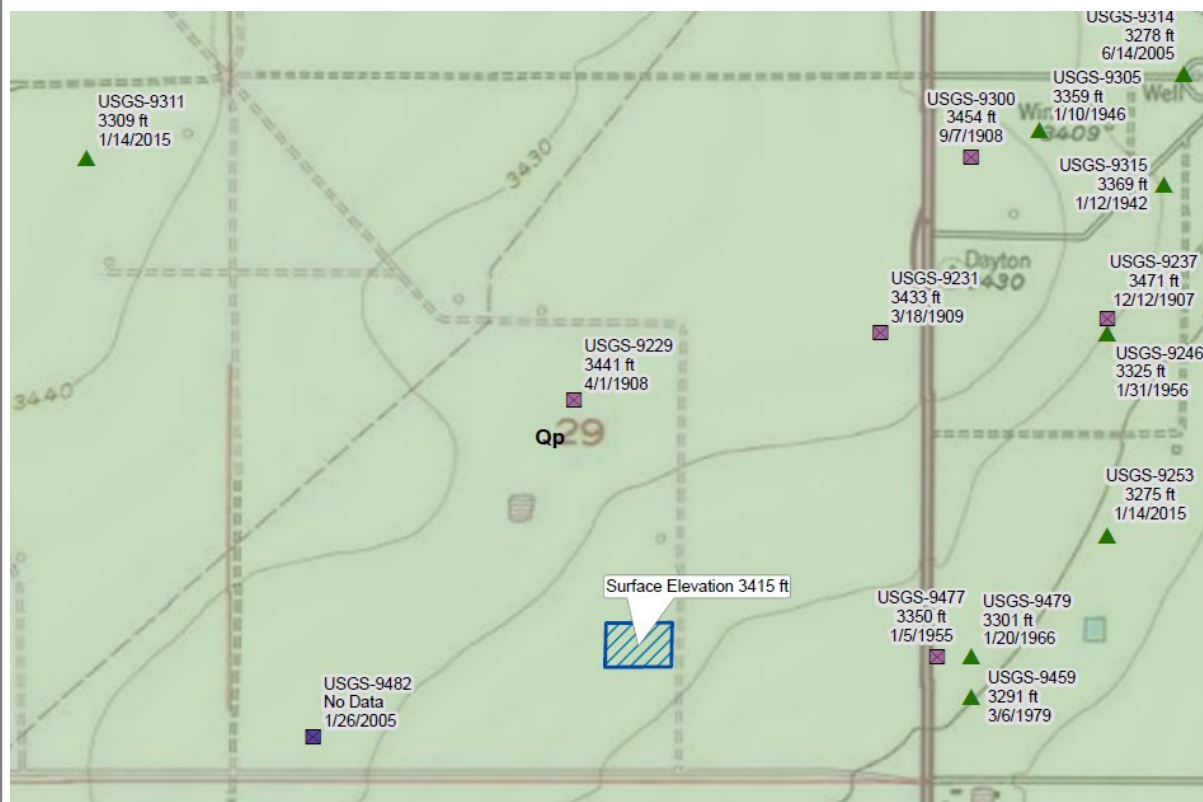 USGS-9314
3278 ft
6/14/2005
USGS-9311
3309 ft
1/14/2015
USGS-9305
3359 ft
1/10/1946
Well
USGS-9300
3454 ft
9/7/1908
3409
3430
USGS-9315
3369 ft
1/12/1942
Dayton
3430
USGS-9237
3471 ft
12/12/1907
USGS-9231
3433 ft
3/18/1909
USGS-9229
3441 ft
4/1/1908
USGS-9246
3325 ft
1/31/1956
3440
Qp
29
USGS-9253
3275 ft
1/14/2015
Surface Elevation 3415 ft
USGS-9477
3350 ft
1/5/1955
USGS-9479
3301 ft
1/20/1966
USGS-9482
No Data
1/26/2005
USGS-9459
3291 ft
3/6/1979